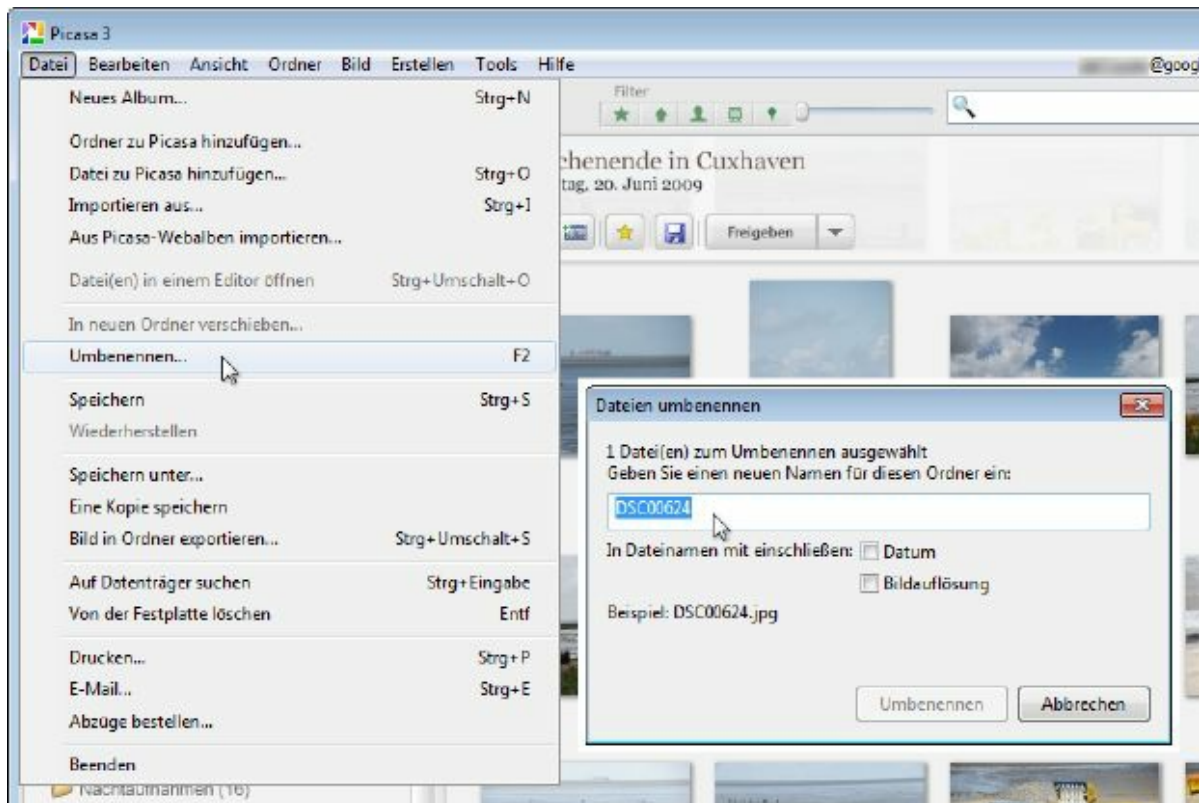 Picasa 3
Datei Bearbeiten Ansicht Ordner Bild Erstellen Tools Hilfe
@goog
Neues Album... Strg+N
Ordner zu Picasa hinzufügen...
Datei zu Picasa hinzufügen... Strg+O
Importieren aus... Strg+I
Aus Picasa-Webalben importieren...
Datei(en) in einem Editor öffnen Strg+Umschalt+O
In neuen Ordner verschieben...
Umbenennen... F2
Speichern Strg+S
Wiederherstellen
Speichern unter...
Eine Kopie speichern
Bild in Ordner exportieren... Strg+Umschalt+S
Auf Datenträger suchen Strg+Eingabe
Von der Festplatte löschen Entf
Drucken... Strg+P
E-Mail... Strg+E
Abzüge bestellen...
Beenden
Nachtaufnahmen (16)
Filter
chenende in Cuxhaven
tag, 20. Juni 2009
Freigeben
Dateien umbenennen
1 Datei(en) zum Umbenennen ausgewählt
Geben Sie einen neuen Namen für diesen Ordner ein:
DSC00624
In Dateinamen mit einschließen: Datum
Bildauflösung
Beispiel: DSC00624.jpg
Umbenennen Abbrechen